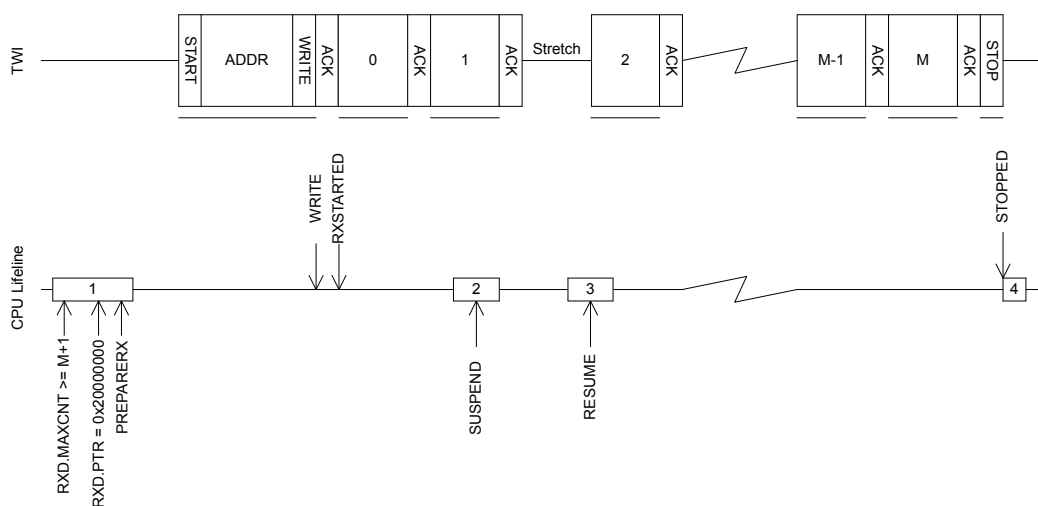 TWI
START
ADDR
WRITE
ACK
0
ACK
1
ACK
Stretch
2
ACK
M-1
ACK
M
ACK
STOP
WRITE
RXSTARTED
STOPPED
CPU Lifeline
1
2
3
4
RXD.MAXCNT >= M+1
RXD.PTR = 0x20000000
PREPARERX
SUSPEND
RESUME